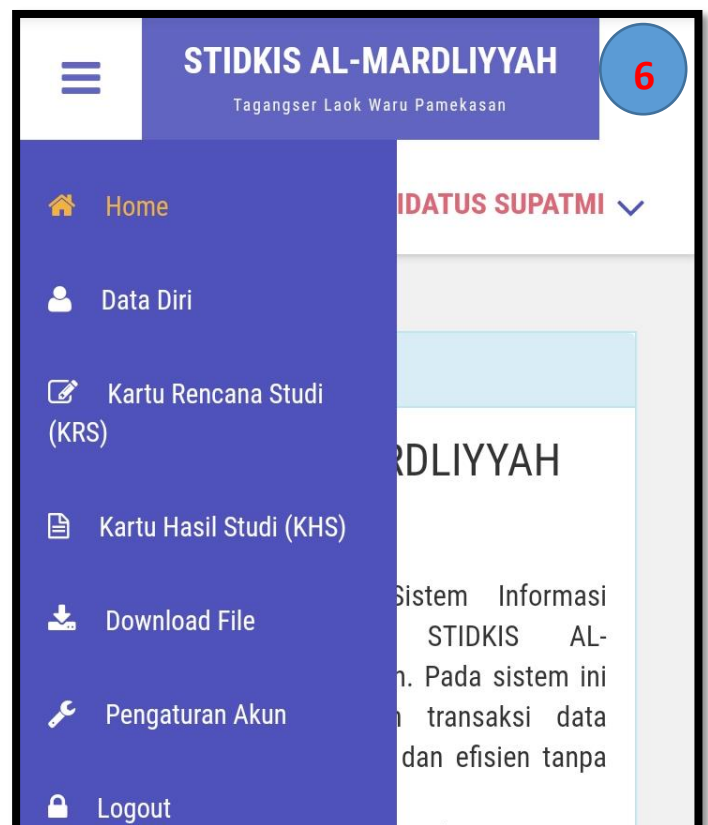 STIDKIS AL-MARDLIYYAH
Tagangser Laok Waru Pamekasan
6
Home
IDATUS SUPATMI
Data Diri
Kartu Rencana Studi
(KRS)
RDLIYYAH
Kartu Hasil Studi (KHS)
Sistem Informasi
Download File
STIDKIS AL-
n. Pada sistem ini
Pengaturan Akun
n transaksi data
dan efisien tanpa
Logout